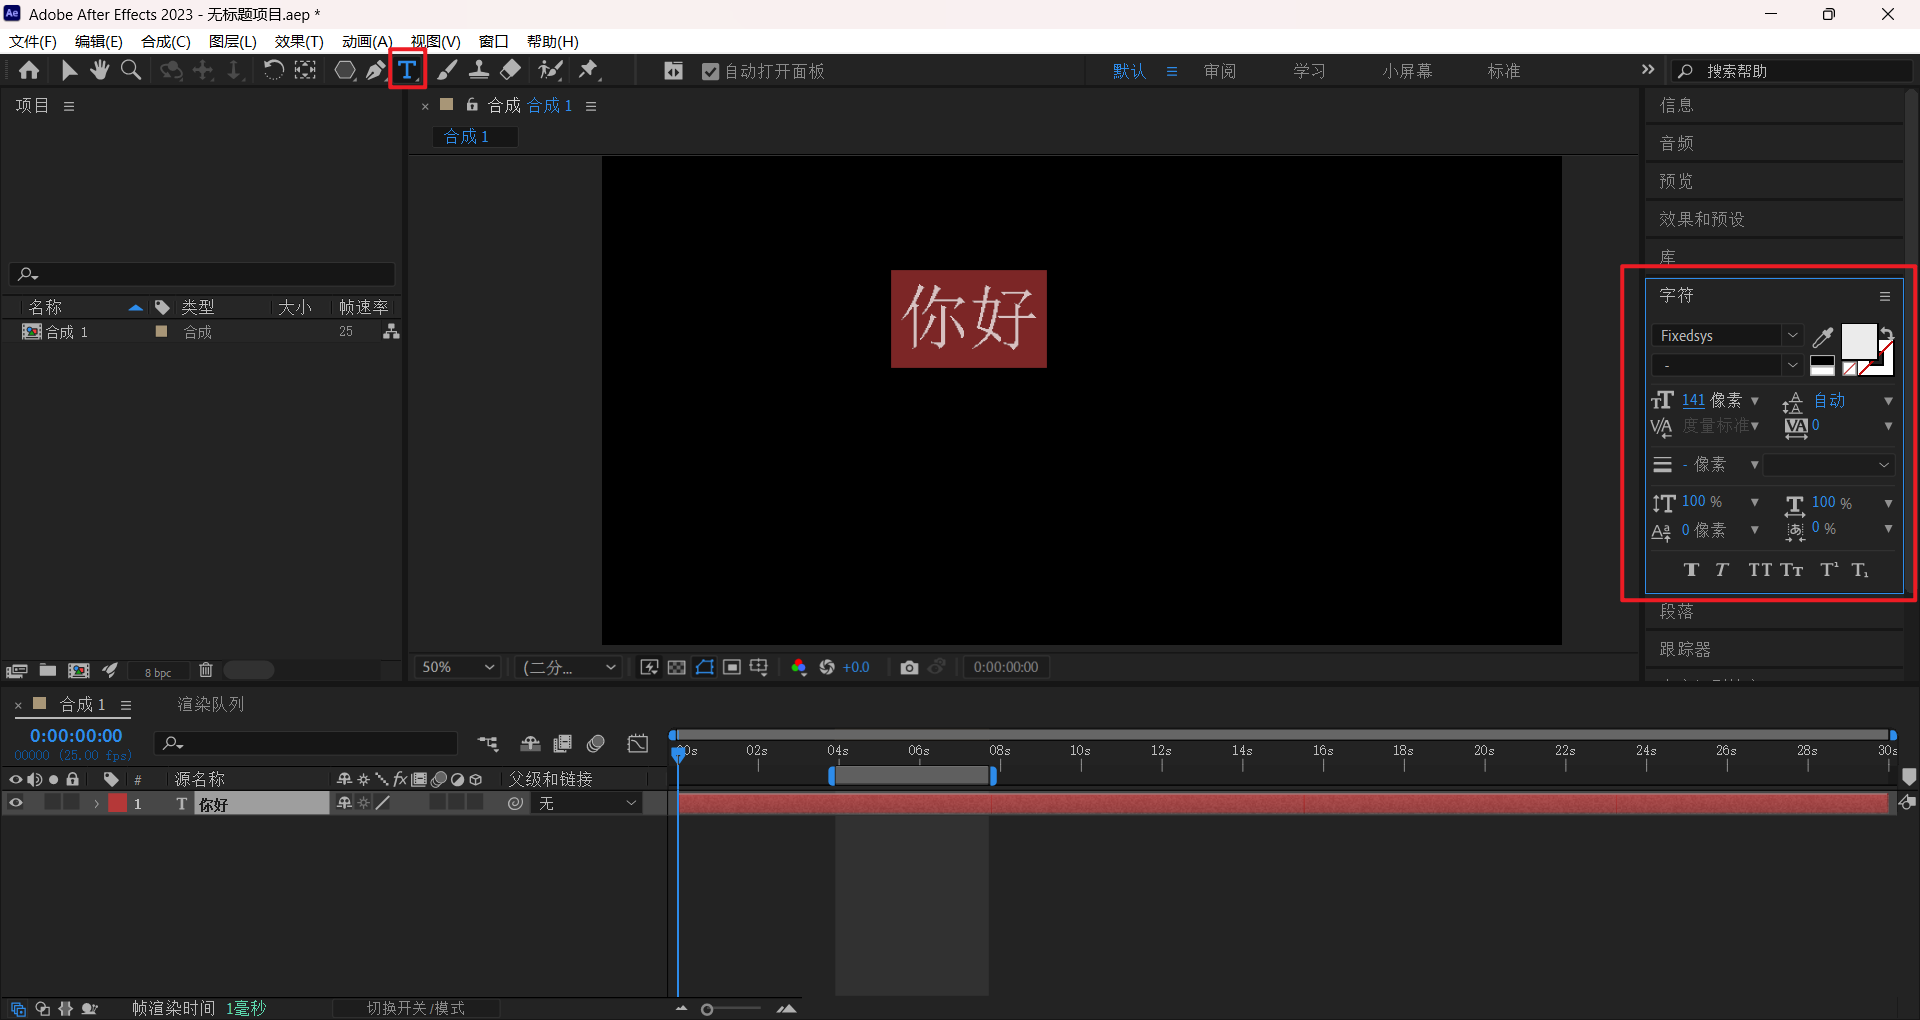 Ae Adobe After Effects 2023 - 无标题项目.aep *
文件(F) 编辑(E) 合成(C) 图层(L) 效果(T) 动画(A) 视图(V) 窗口 帮助(H)
自动打开面板 默认 审阅 学习 小屏幕 标准 搜索帮助
项目
合成 合成 1
合成 1
你好
名称 类型 大小 帧速率
合成 1 合成 25
8 bpc
50% (二分... +0.0 0:00:00:00
信息
音频
预览
效果和预设
库
字符
Fixedsys
-
141 像素 自动
度量标准 0
- 像素
100 % 100 %
0 像素 0 %
T T TT Tт T¹ T₁
段落
跟踪器
合成 1 渲染队列
0:00:00:00
00000 (25.00 fps)
02s 04s 06s 08s 10s 12s 14s 16s 18s 20s 22s 24s 26s 28s 30s
# 源名称 父级和链接
1 T 你好 无
帧渲染时间 1毫秒 切换开关/模式